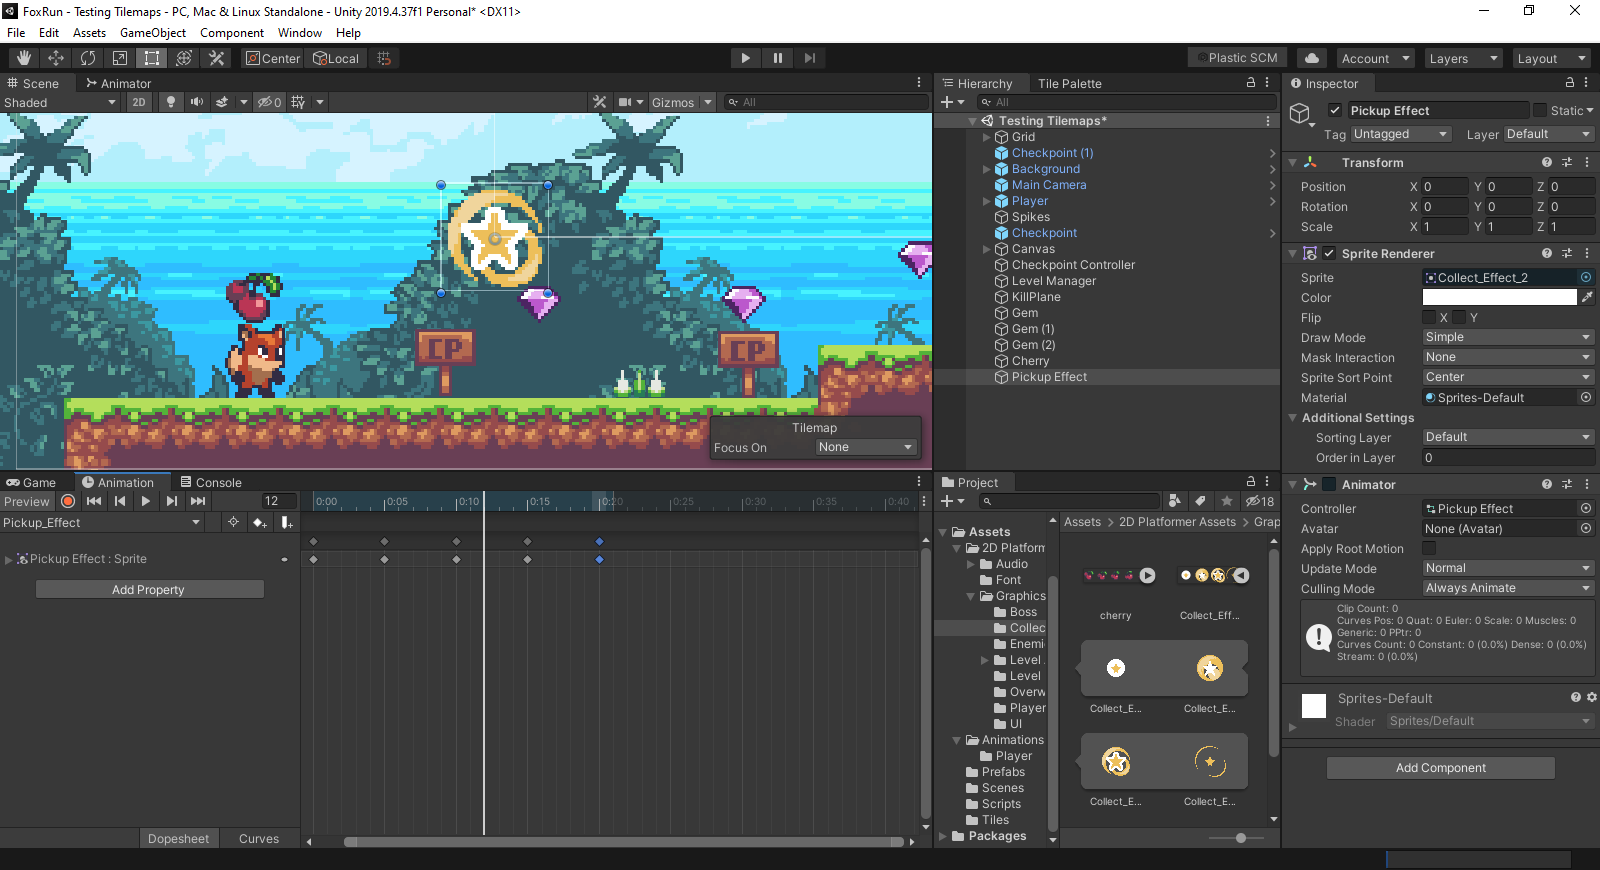 FoxRun - Testing Tilemaps - PC, Mac & Linux Standalone - Unity 2019.4.37f1 Personal* <DX11>
File Edit Assets GameObject Component Window Help
Center Local
Plastic SCM Account Layers Layout
Scene Animator
Shaded 2D 0 Gizmos All
CP
CP
Tilemap
Focus On None
Hierarchy Tile Palette
All
Testing Tilemaps*
Grid
Checkpoint (1)
Background
Main Camera
Player
Spikes
Checkpoint
Canvas
Checkpoint Controller
Level Manager
KillPlane
Gem
Gem (1)
Gem (2)
Cherry
Pickup Effect
Inspector
Pickup Effect Static
Tag Untagged Layer Default
Transform
Position X 0 Y 0 Z 0
Rotation X 0 Y 0 Z 0
Scale X 1 Y 1 Z 1
Sprite Renderer
Sprite Collect_Effect_2
Color
Flip X Y
Draw Mode Simple
Mask Interaction None
Sprite Sort Point Center
Material Sprites-Default
Additional Settings
Sorting Layer Default
Order in Layer 0
Animator
Controller Pickup Effect
Avatar None (Avatar)
Apply Root Motion
Update Mode Normal
Culling Mode Always Animate
Clip Count: 0
Curves Pos: 0 Quat: 0 Euler: 0 Scale: 0 Muscles: 0
Generic: 0 PPtr: 0
Curves Count: 0 Constant: 0 (0.0%) Dense: 0 (0.0%)
Stream: 0 (0.0%)
Sprites-Default
Shader Sprites/Default
Add Component
Game Animation Console
Preview 12 0:00 0:05 0:10 0:15 0:20 0:25 0:30 0:35 0:40
Pickup_Effect
Pickup Effect : Sprite
Add Property
Dopesheet Curves
Project
18
Assets
2D Platform
Audio
Font
Graphics
Boss
Collec
Enemi
Level
Level
Overw
Player
UI
Animations
Player
Prefabs
Scenes
Scripts
Tiles
Packages
Assets > 2D Platformer Assets > Grap
cherry Collect_Eff...
Collect_E... Collect_E...
Collect_E... Collect_E...